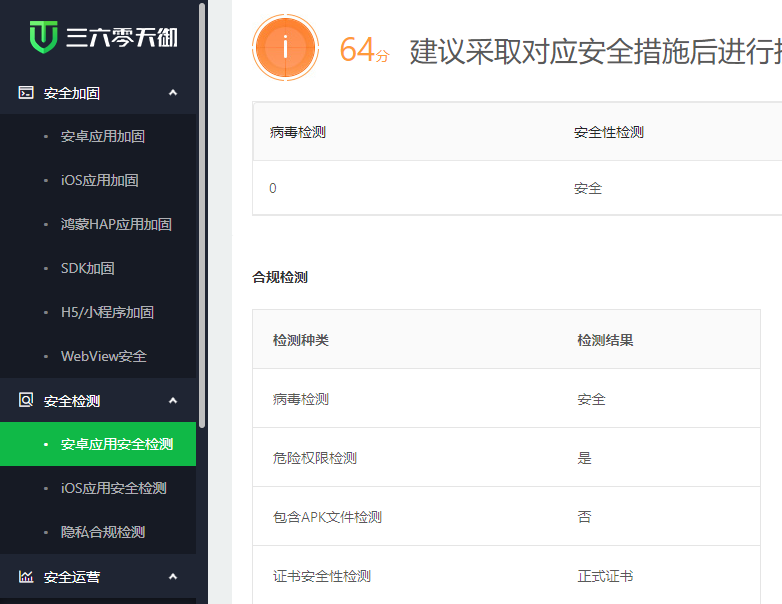 三六零天御
安全加固
安卓应用加固
iOS应用加固
鸿蒙HAP应用加固
SDK加固
H5/小程序加固
WebView安全
安全检测
安卓应用安全检测
iOS应用安全检测
隐私合规检测
安全运营
64分 建议采取对应安全措施后进行
病毒检测 安全性检测
0 安全
合规检测
检测种类 检测结果
病毒检测 安全
危险权限检测 是
包含APK文件检测 否
证书安全性检测 正式证书